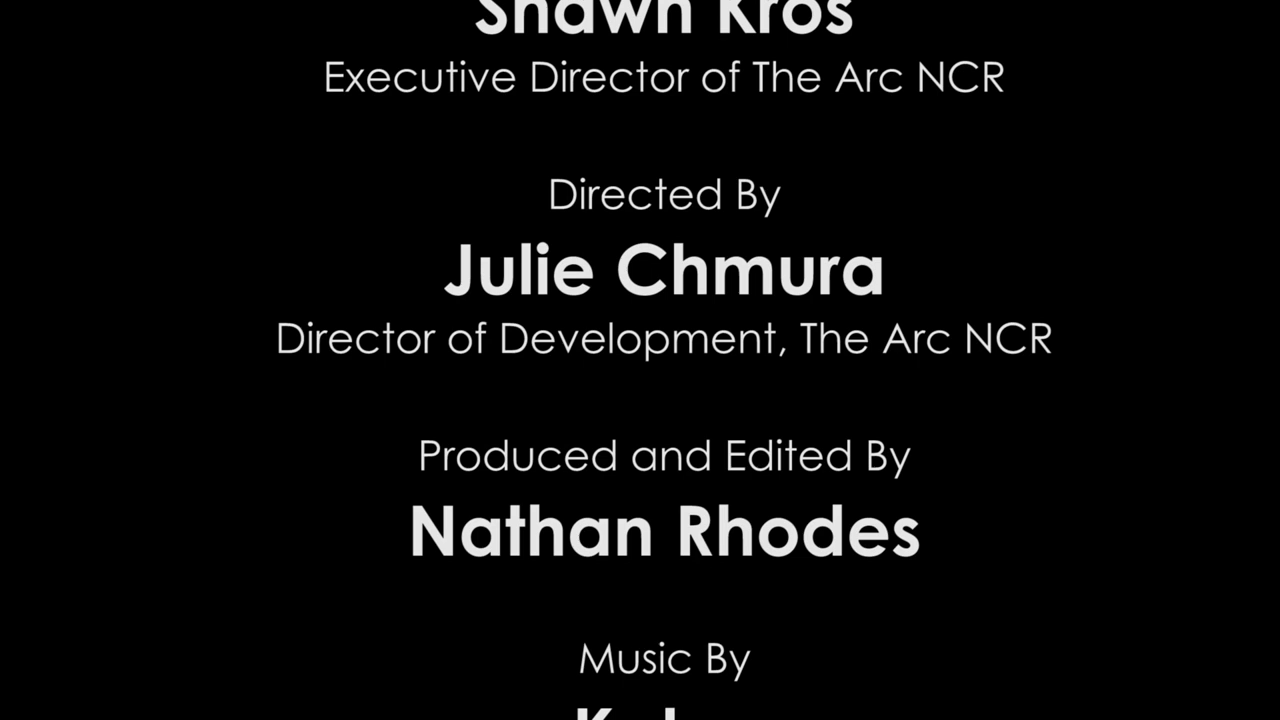 Shawn Kros
Executive Director of The Arc NCR
Directed By
Julie Chmura
Director of Development, The Arc NCR
Produced and Edited By
Nathan Rhodes
Music By